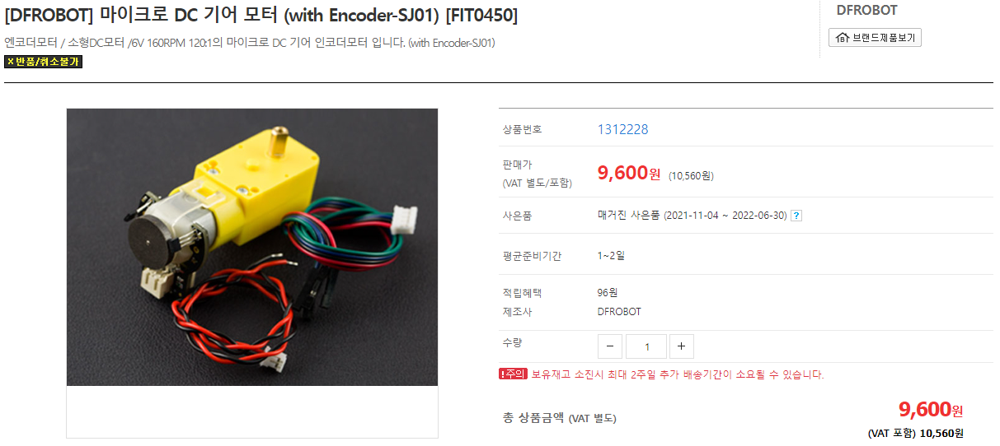 [DFROBOT] 마이크로 DC 기어 모터 (with Encoder-SJ01) [FIT0450]
엔코더모터 / 소형DC모터 /6V 160RPM 120:1의 마이크로 DC 기어 인코더모터 입니다. (with Encoder-SJ01)
x 반품/취소불가
DFROBOT
브랜드제품보기
상품번호 1312228
판매가
(VAT 별도/포함) 9,600원 (10,560원)
사은품 매거진 사은품 (2021-11-04 ~ 2022-06-30) ?
평균준비기간 1~2일
적립혜택 96원
제조사 DFROBOT
수량 − 1 +
!주의 보유재고 소진시 최대 2주일 추가 배송기간이 소요될 수 있습니다.
총 상품금액 (VAT 별도) 9,600원
(VAT 포함) 10,560원